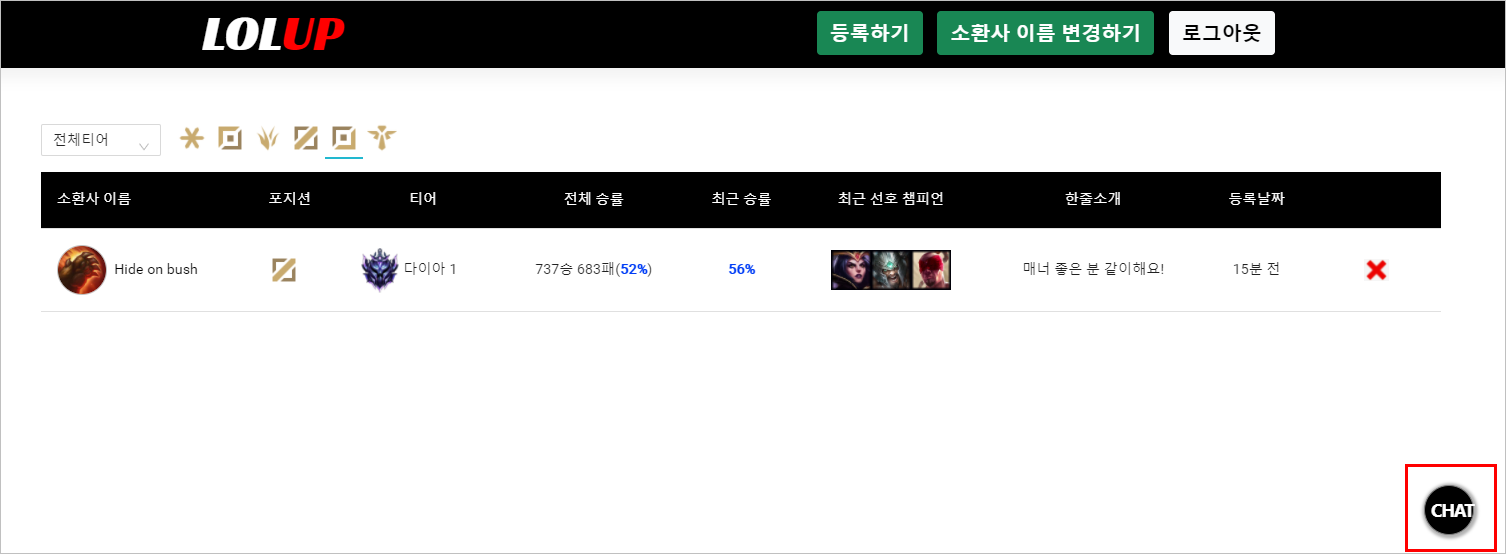 LOLUP 등록하기 소환사 이름 변경하기 로그아웃
전체티어
소환사 이름 포지션 티어 전체 승률 최근 승률 최근 선호 챔피언 한줄소개 등록날짜
Hide on bush 다이아 1 737승 683패(52%) 56% 매너 좋은 분 같이해요! 15분 전
CHAT